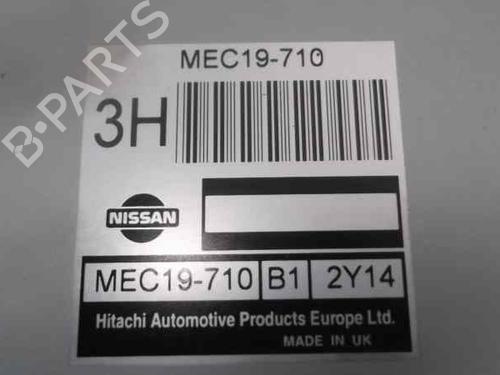 B-PARTS
MEC19-710
3H
NISSAN
MEC19-710 B1 2Y14
Hitachi Automotive Products Europe Ltd.
MADE IN UK